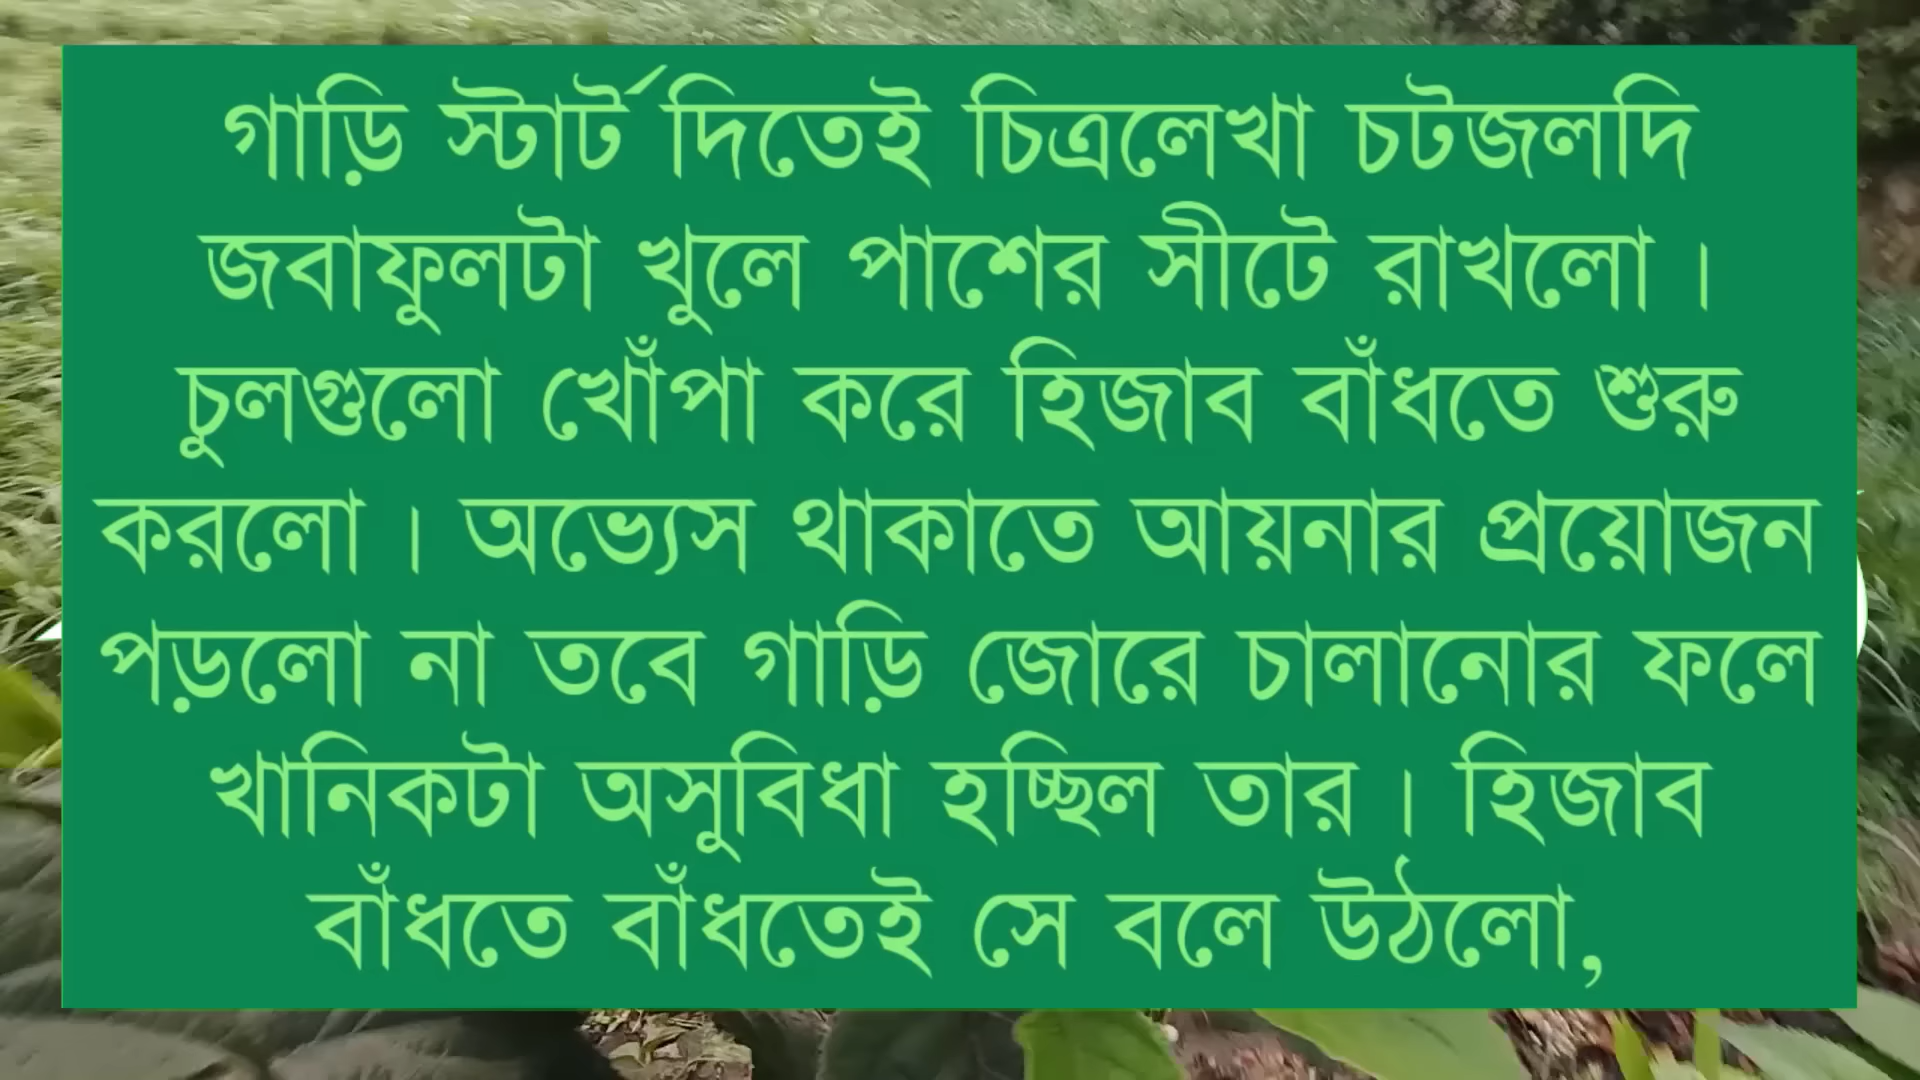 গাড়ি স্টার্ট দিতেই চিত্রলেখা চটজলদি
জবাফুলটা খুলে পাশের সীটে রাখলো।
চুলগুলো খোঁপা করে হিজাব বাঁধতে শুরু
করলো। অভ্যেস থাকাতে আয়নার প্রয়োজন
পড়লো না তবে গাড়ি জোরে চালানোর ফলে
খানিকটা অসুবিধা হচ্ছিল তার। হিজাব
বাঁধতে বাঁধতেই সে বলে উঠলো,